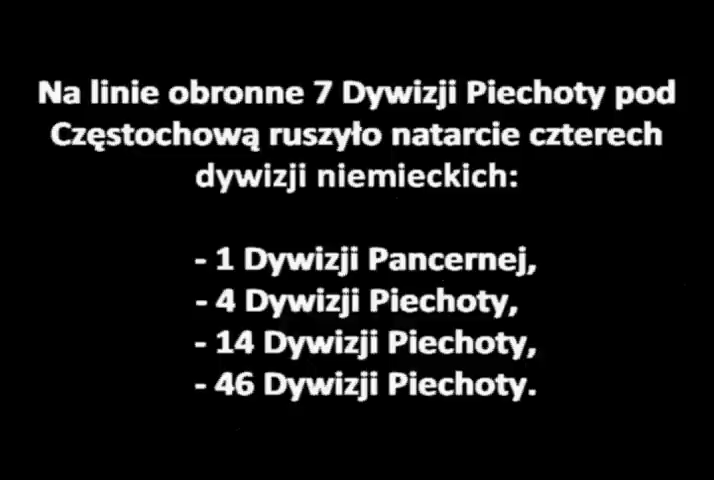 Na linie obronne 7 Dywizji Piechoty pod
Częstochową ruszyło natarcie czterech
dywizji niemieckich:
- 1 Dywizji Pancernej,
- 4 Dywizji Piechoty,
- 14 Dywizji Piechoty,
- 46 Dywizji Piechoty.